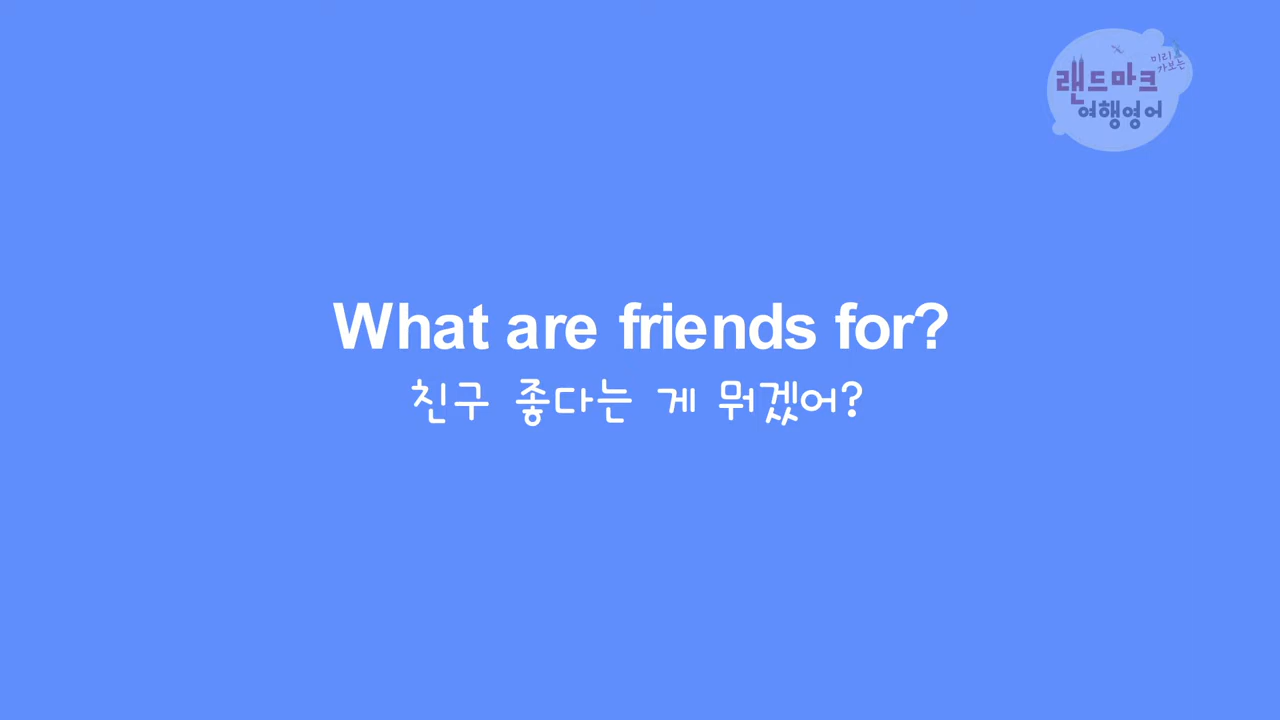 미리
가보는
랜드마크
여행영어
What are friends for?
친구 좋다는 게 뭐겠어?